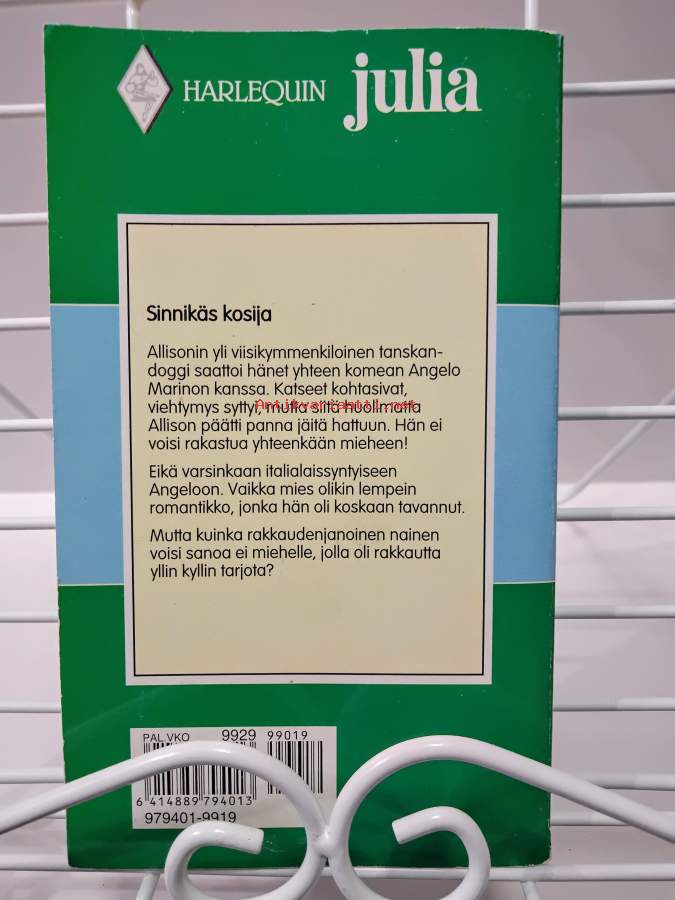 HARLEQUIN julia
Sinnikäs kosija
Allisonin yli viisikymmenkiloinen tanskan-
doggi saattoi hänet yhteen komean Angelo
Marinon kanssa. Katseet kohtasivat,
viehtymys syttyi, mutta siitä huolimatta
Antikvariaatti.net
Allison päätti panna jäitä hattuun. Hän ei
voisi rakastua yhteenkään mieheen!
Eikä varsinkaan italialaissyntyiseen
Angeloon. Vaikka mies olikin lempein
romantikko, jonka hän oli koskaan tavannut.
Mutta kuinka rakkaudenjanoinen nainen
voisi sanoa ei miehelle, jolla oli rakkautta
yllin kyllin tarjota?
PAL.VKO 9929 99019
6 414889 794013
979401-9919